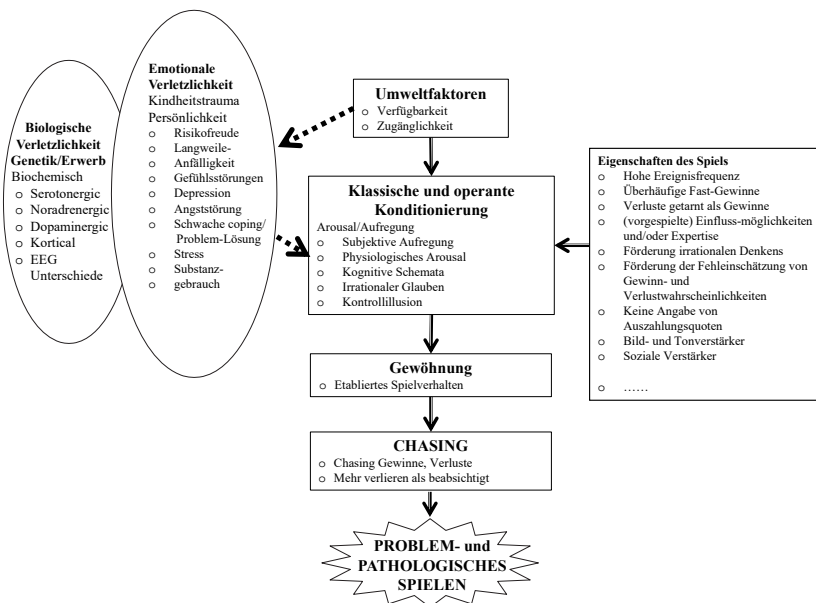 Biologische
Verletzlichkeit
Genetik/Erwerb
Biochemisch
o Serotonergic
o Noradrenergic
o Dopaminergic
o Kortical
o EEG
Unterschiede
Emotionale
Verletzlichkeit
Kindheitstrauma
Persönlichkeit
o Risikofreude
o Langweile-
o Anfälligkeit
o Gefühlsstörungen
o Depression
o Angststörung
o Schwache coping/
Problem-Lösung
o Stress
o Substanz-
o gebrauch
Umweltfaktoren
o Verfügbarkeit
o Zugänglichkeit
Klassische und operante
Konditionierung
Arousal/Aufregung
o Subjektive Aufregung
o Physiologisches Arousal
o Kognitive Schemata
o Irrationaler Glauben
o Kontrollillusion
Eigenschaften des Spiels
o Hohe Ereignisfrequenz
o Überhäufige Fast-Gewinne
o Verluste getarnt als Gewinne
o (vorgespielte) Einfluss-möglichkeiten
und/oder Expertise
o Förderung irrationalen Denkens
o Förderung der Fehleinschätzung von
Gewinn- und
Verlustwahrscheinlichkeiten
o Keine Angabe von
Auszahlungsquoten
o Bild- und Tonverstärker
o Soziale Verstärker
o ……
Gewöhnung
o Etabliertes Spielverhalten
CHASING
o Chasing Gewinne, Verluste
o Mehr verlieren als beabsichtigt
PROBLEM- und
PATHOLOGISCHES
SPIELEN